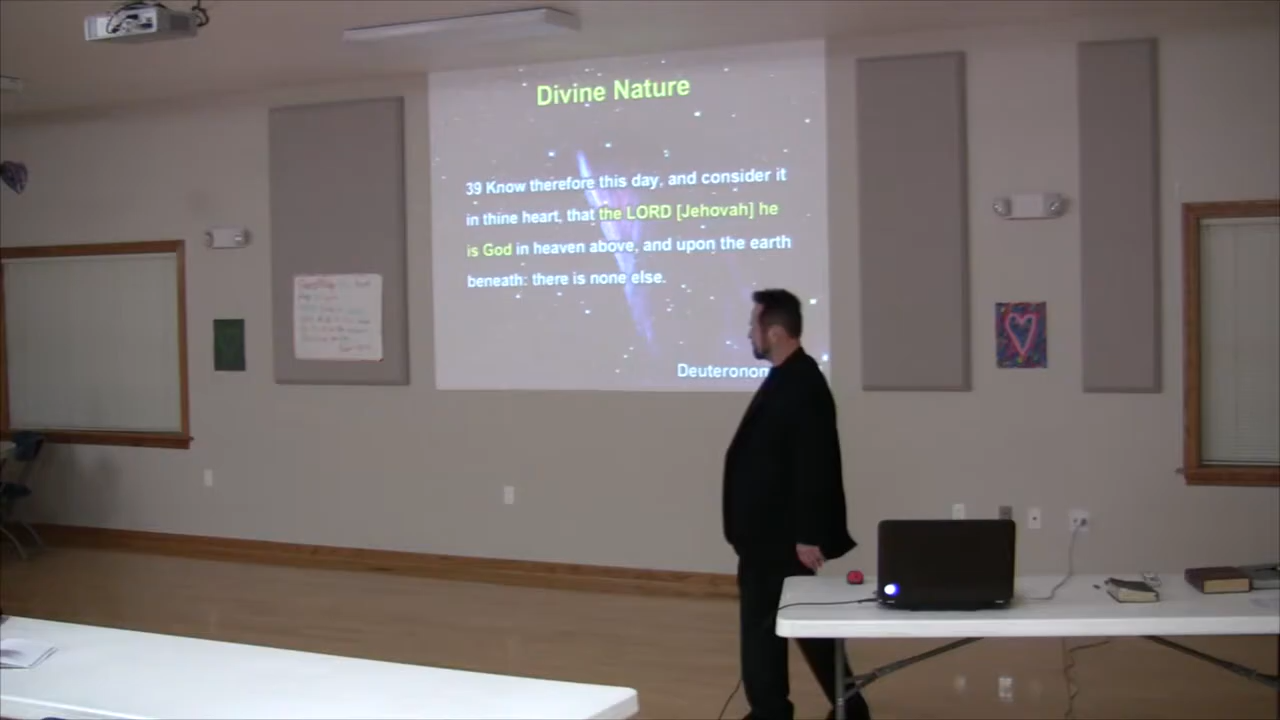 Divine Nature
39 Know therefore this day, and consider it
in thine heart, that the LORD [Jehovah] he
is God in heaven above, and upon the earth
beneath: there is none else.